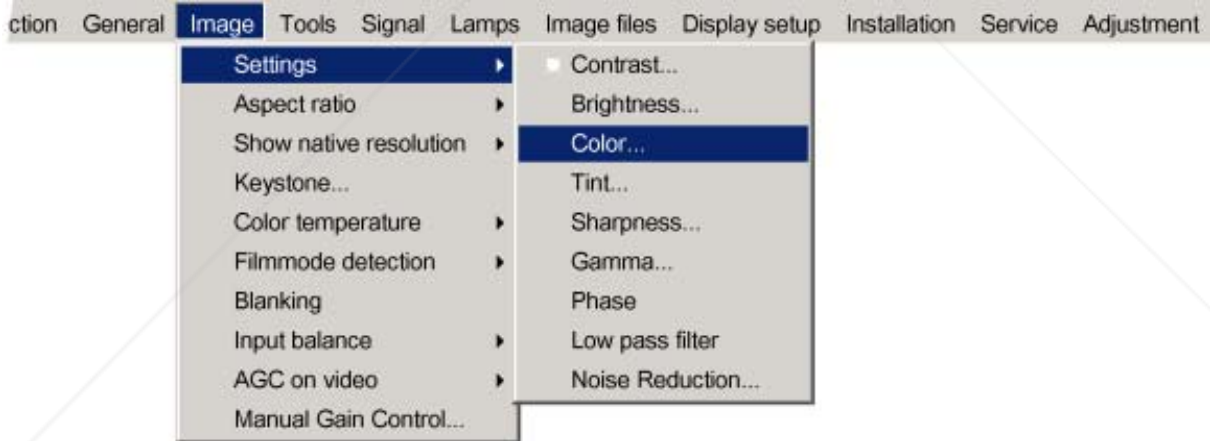 ction General Image Tools Signal Lamps Image files Display setup Installation Service Adjustment
Settings
Aspect ratio
Show native resolution
Keystone...
Color temperature
Filmmode detection
Blanking
Input balance
AGC on video
Manual Gain Control...
Contrast...
Brightness...
Color...
Tint...
Sharpness...
Gamma...
Phase
Low pass filter
Noise Reduction...